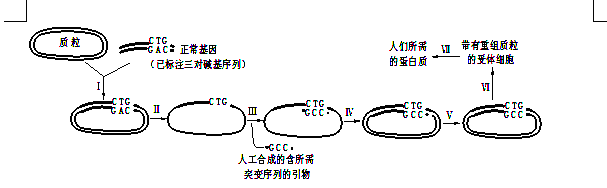 质粒
CTG
GAC
正常基因
(已标注三对碱基序列)
I
CTG
GAC
II
CTG
III
CTG
GCC
IV
CTG
GCC
V
CTG
GCC
GCC
人工合成的含所需
突变序列的引物
VI
带有重组质粒
的受体细胞
VII
人们所需
的蛋白质